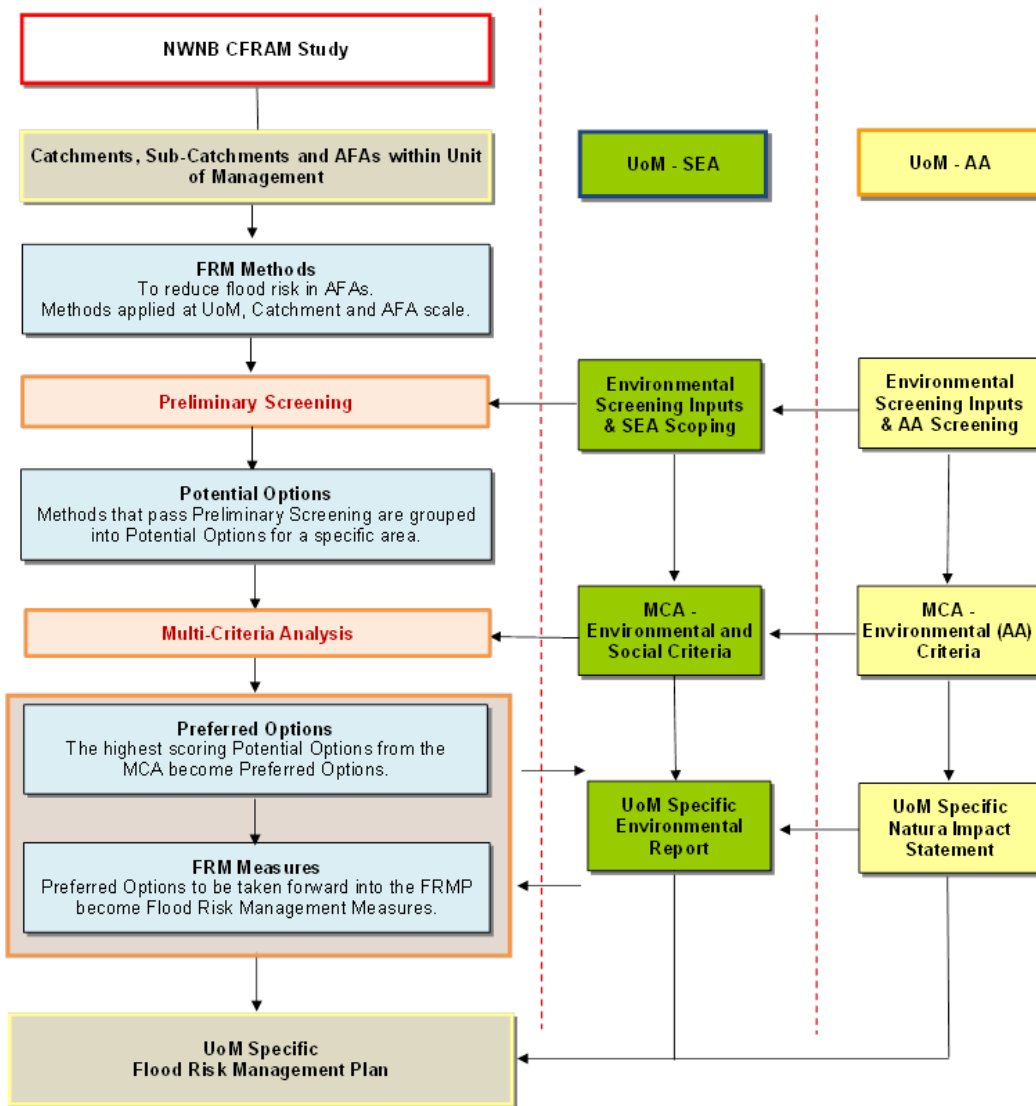 NWNB CFRAM Study
Catchments, Sub-Catchments and AFAs within Unit
of Management
UoM - SEA
UoM - AA
FRM Methods
To reduce flood risk in AFAs.
Methods applied at UoM, Catchment and AFA scale.
Preliminary Screening
Environmental
Screening Inputs
& SEA Scoping
Environmental
Screening Inputs
& AA Screening
Potential Options
Methods that pass Preliminary Screening are grouped
into Potential Options for a specific area.
Multi-Criteria Analysis
MCA -
Environmental and
Social Criteria
MCA -
Environmental (AA)
Criteria
Preferred Options
The highest scoring Potential Options from the
MCA become Preferred Options.
UoM Specific
Environmental
Report
UoM Specific
Natura Impact
Statement
FRM Measures
Preferred Options to be taken forward into the FRMP
become Flood Risk Management Measures.
UoM Specific
Flood Risk Management Plan